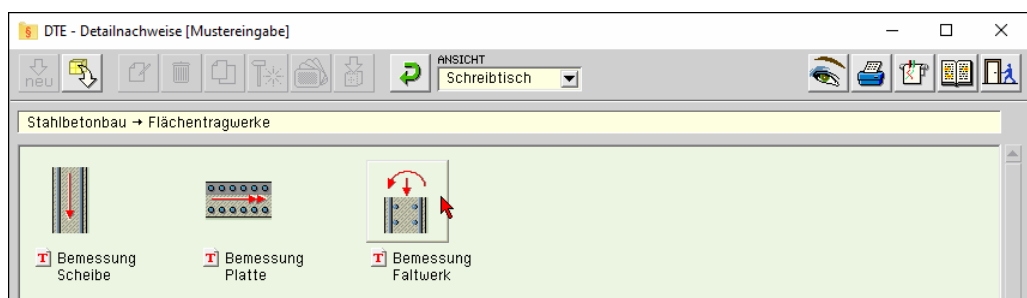 DTE - Detailnachweise [Mustereingabe]
neu
ANSICHT
Schreibtisch
Stahlbetonbau → Flächentragwerke
T Bemessung
Scheibe
T Bemessung
Platte
T Bemessung
Faltwerk